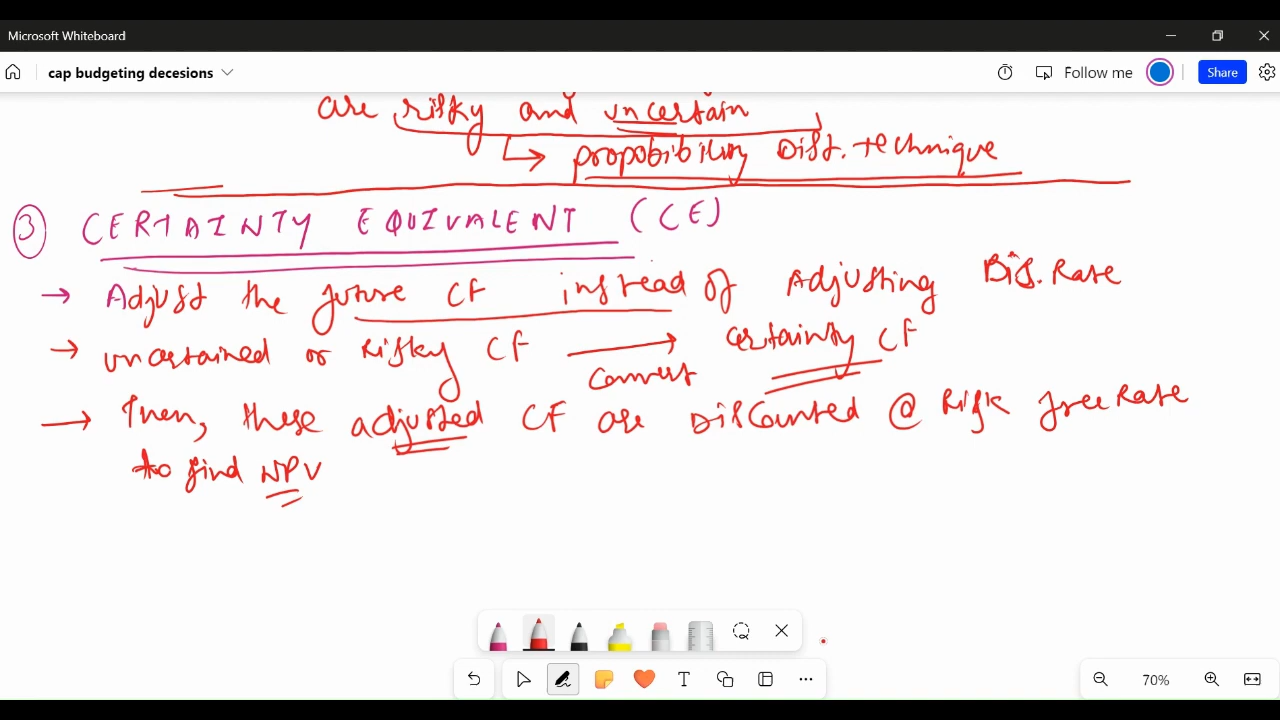 Microsoft Whiteboard
cap budgeting decesions
Follow me
Share
are risky and uncertain
propobibility Dist. technique
3 CERTAINTY EQUIVALENT (CE)
→ Adjust the future CF instead of Adjusting Dis. Rate
→ uncertained or Risky CF → certainty CF
Convert
→ Then, these adjusted CF are Discounted @ Risk free Rate
to find NPV
70%